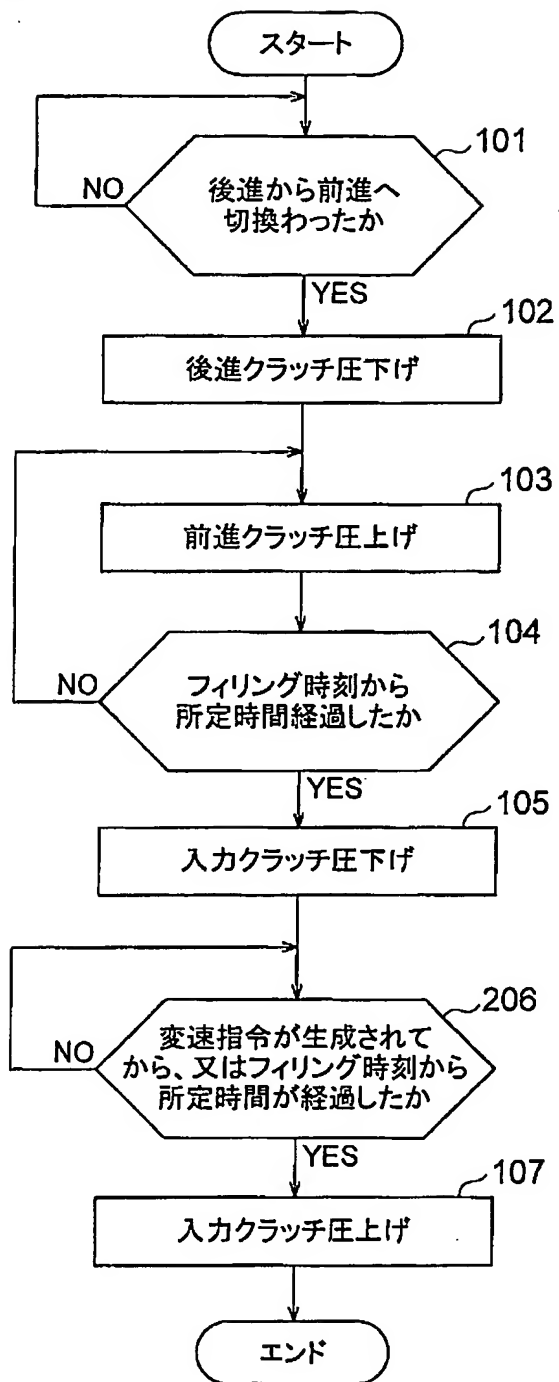 スタート
101
後進から前進へ
切換わったか
NO
YES
102
後進クラッチ圧下げ
103
前進クラッチ圧上げ
104
フィリング時刻から
所定時間経過したか
NO
YES
105
入力クラッチ圧下げ
206
変速指令が生成されて
から、又はフィリング時刻から
所定時間が経過したか
NO
YES
107
入力クラッチ圧上げ
エンド